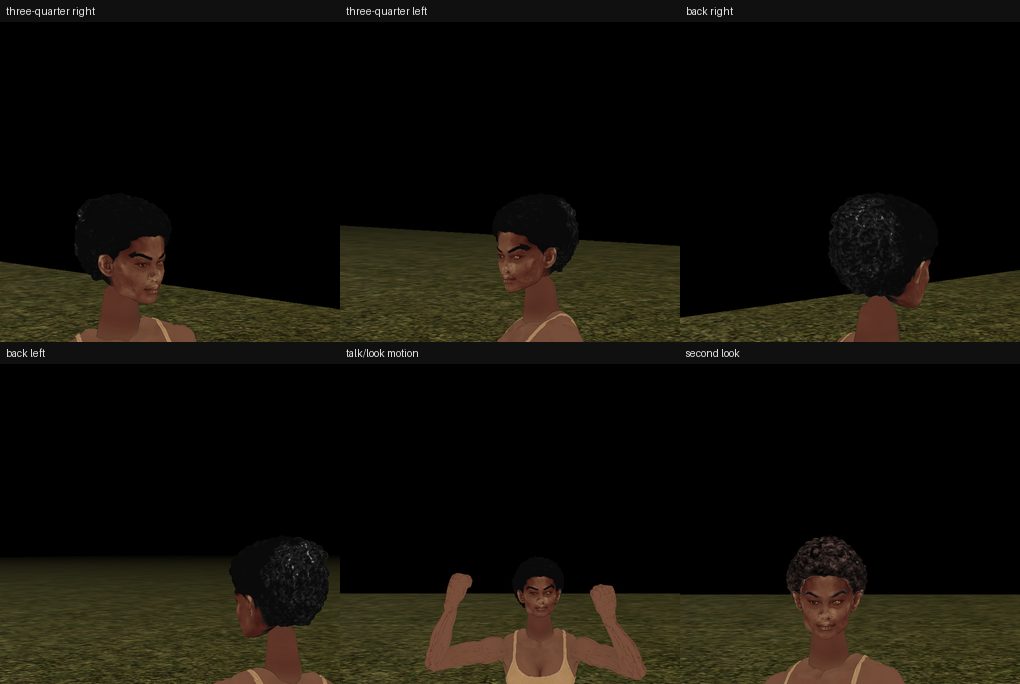 three-quarter right
three-quarter left
back right
back left
talk/look motion
second look